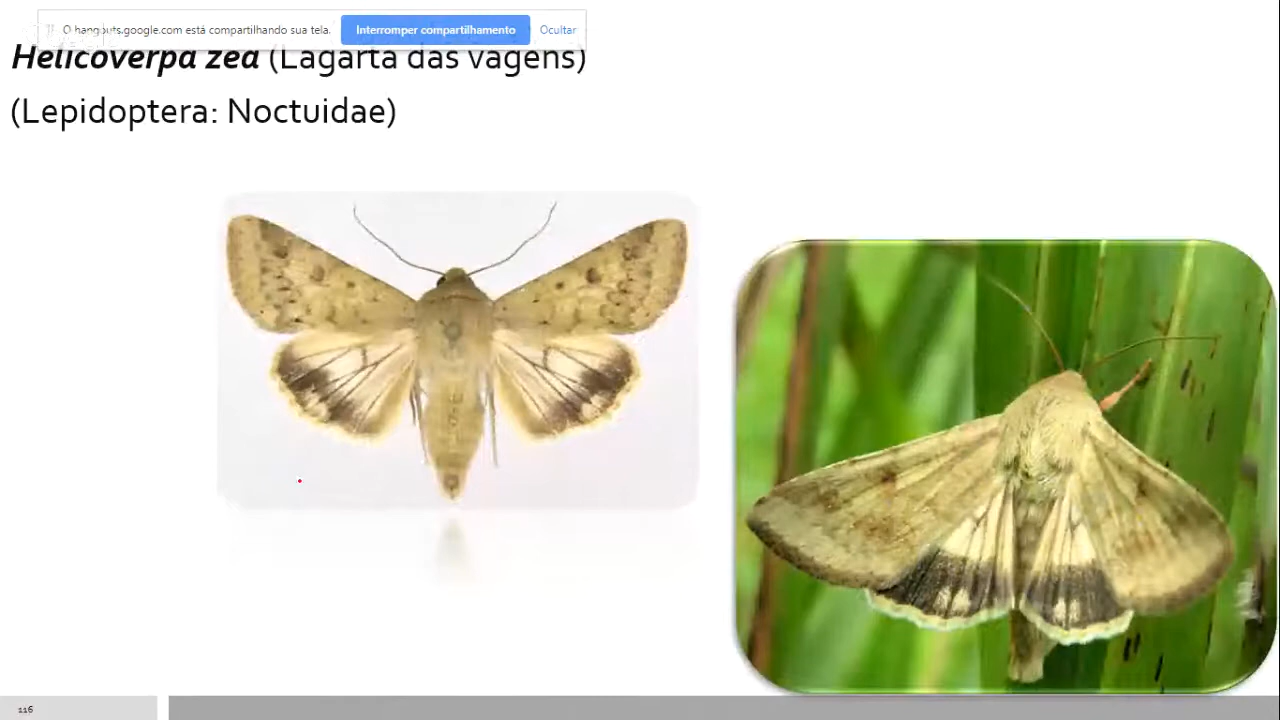 O hangouts.google.com está compartilhando sua tela.
Interromper compartilhamento
Ocultar
Helicoverpa zea (Lagarta das vagens)
(Lepidoptera: Noctuidae)
116